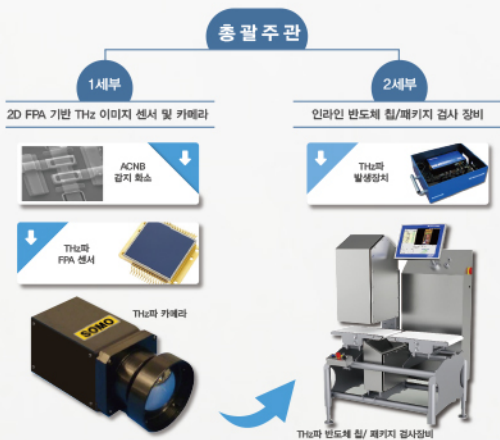 총괄주관
1세부
2D FPA 기반 THz 이미지 센서 및 카메라
ACNB
감지 화소
THz파
FPA 센서
THz파 카메라
SOMO
2세부
인라인 반도체 칩/패키지 검사 장비
THz파
발생장치
THz파 반도체 칩/ 패키지 검사장비